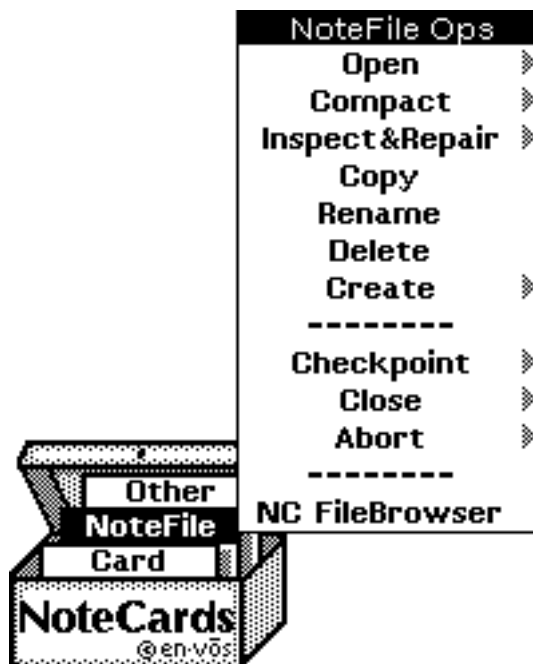 NoteFile Ops
Open
Compact
Inspect&Repair
Copy
Rename
Delete
Create
--------
Checkpoint
Close
Abort
--------
NC FileBrowser
Other
NoteFile
Card
NoteCards
©en·vōs